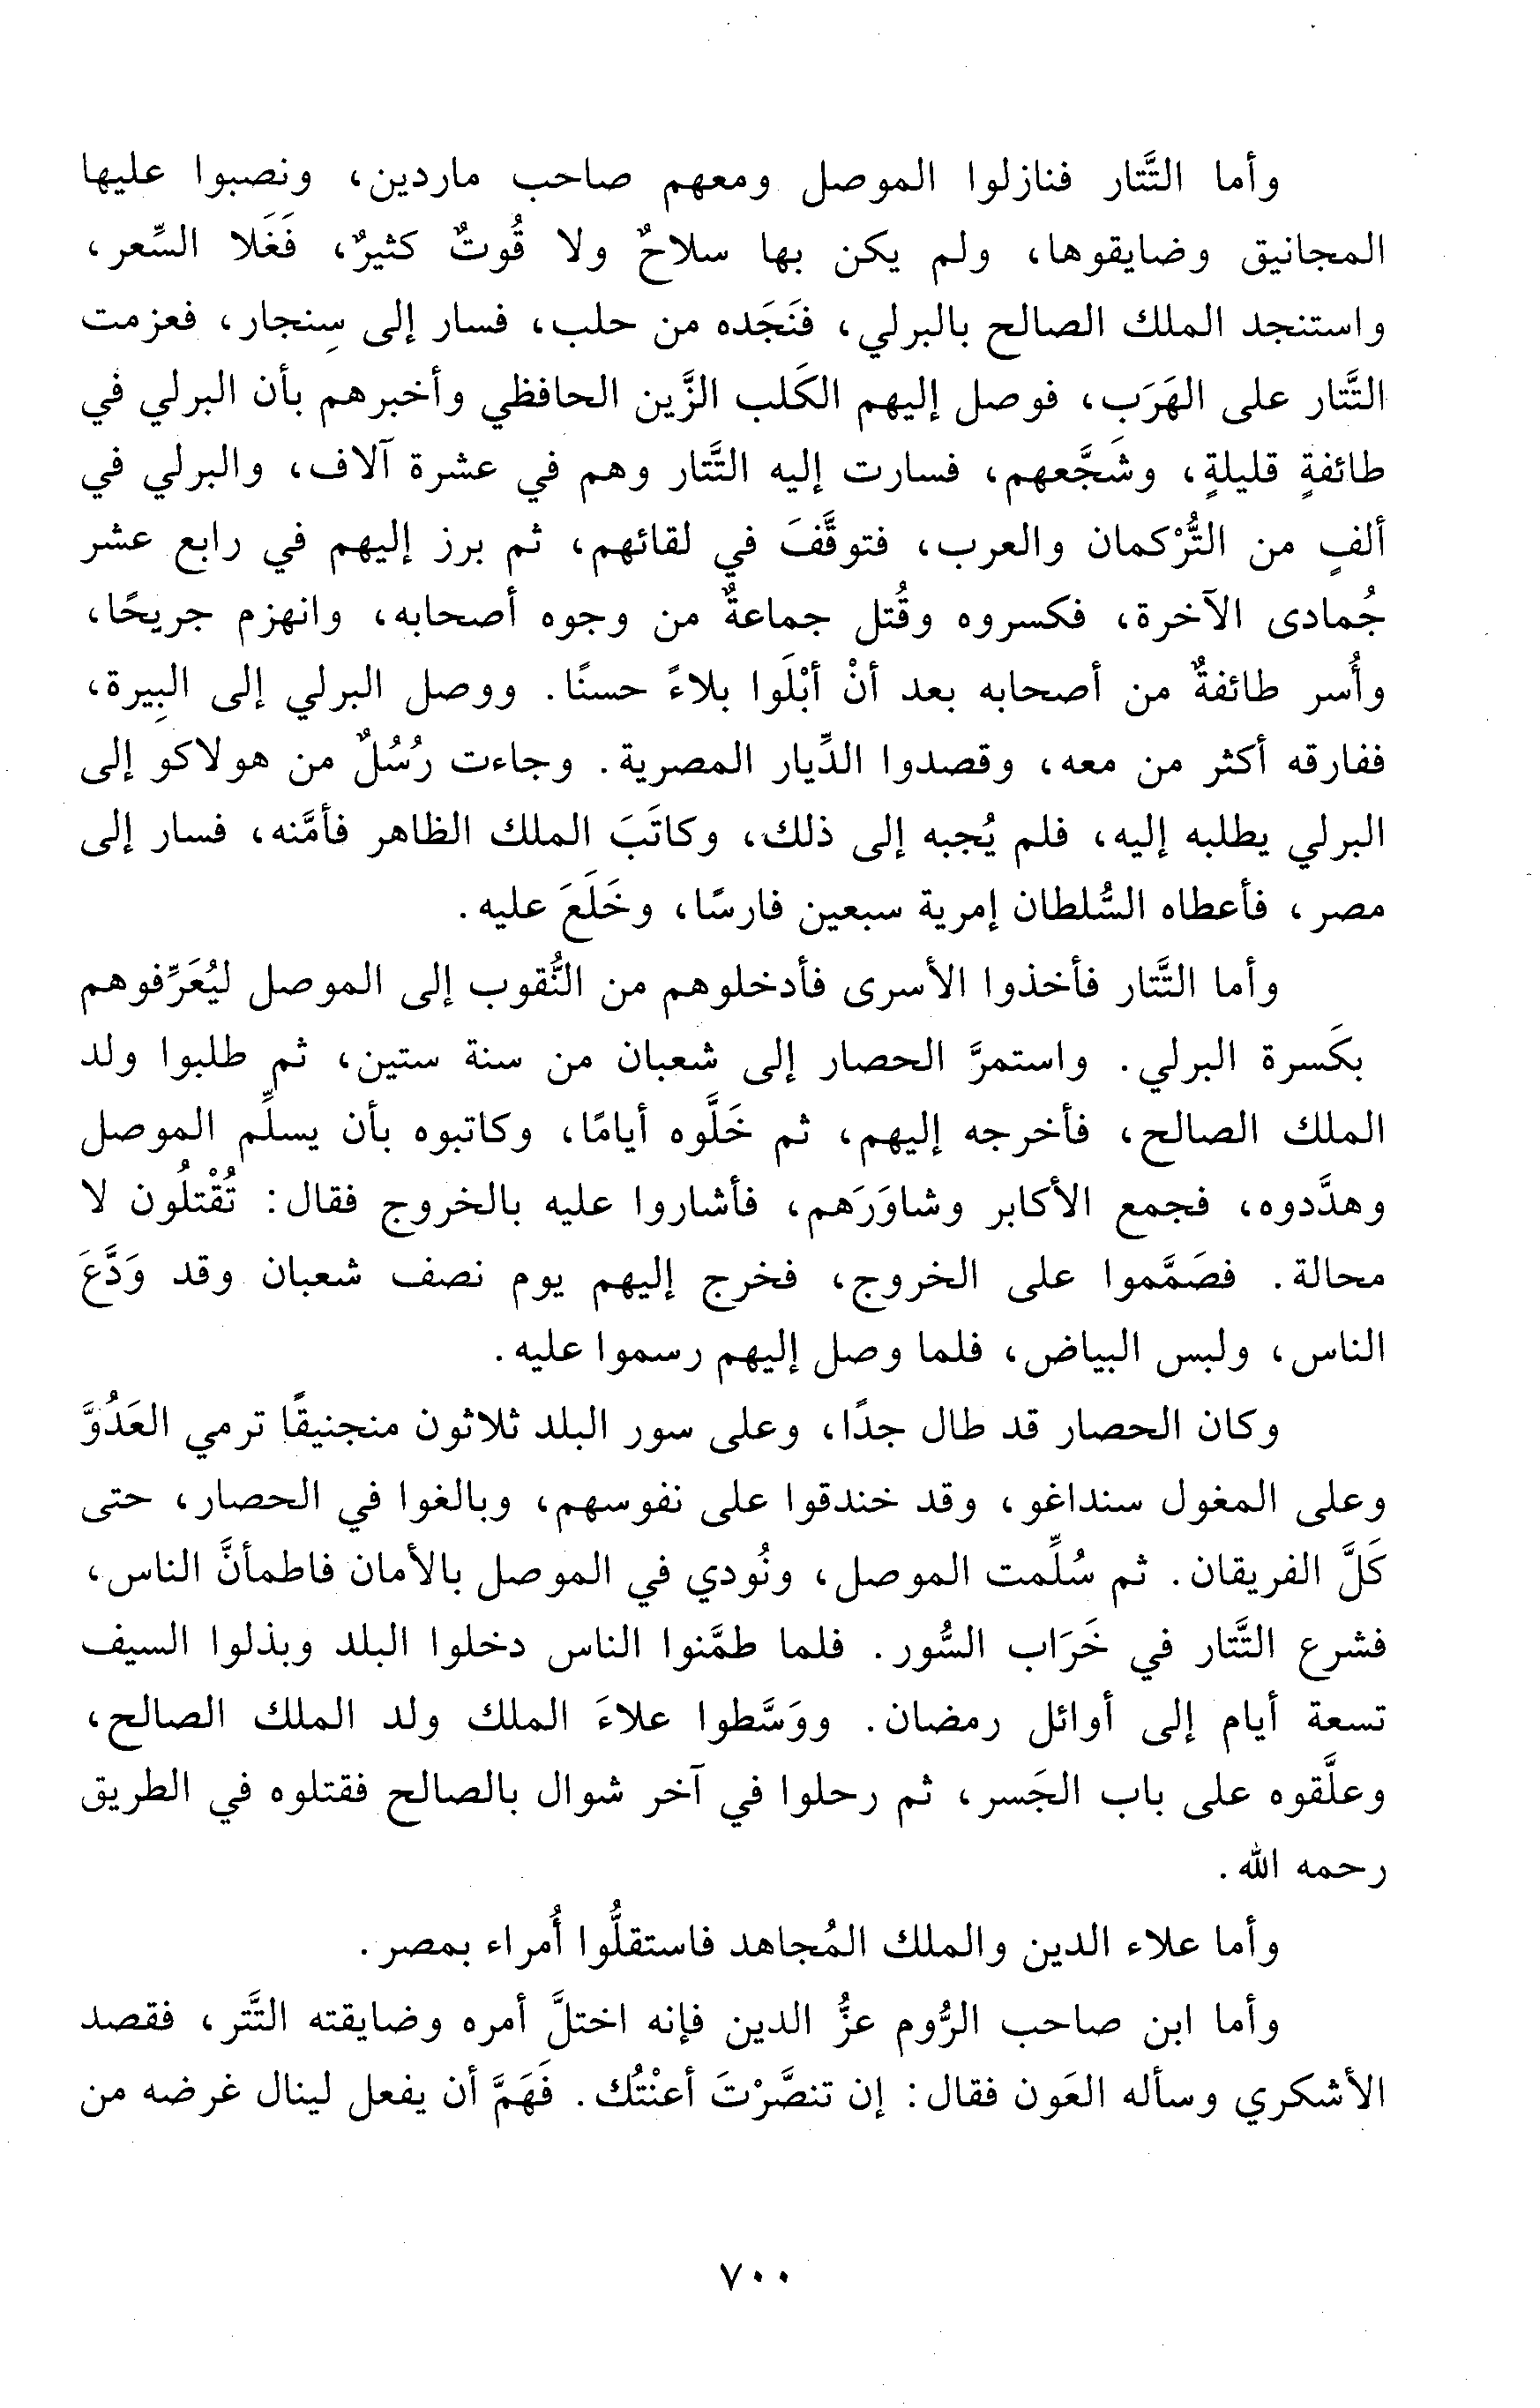 وأما التَّتار فنازلوا الموصل ومعهم صاحب ماردين، ونصبوا عليها
المجانيق وضايقوها، ولم يكن بها سلاحٌ ولا قُوتٌ كثيرٌ، فَغَلا السِّعر،
واستنجد الملك الصالح بالبرلي، فنَجَده من حلب، فسار إلى سِنجار، فعزمت
التَّتار على الهَرَب، فوصل إليهم الكَلب الزَّين الحافظي وأخبرهم بأن البرلي في
طائفةٍ قليلةٍ، وشَجَّعهم، فسارت إليه التَّتار وهم في عشرة آلاف، والبرلي في
ألفٍ من التُّرْكمان والعرب، فتوقَّفَ في لقائهم، ثم برز إليهم في رابع عشر
جُمادى الآخرة، فكسروه وقُتل جماعةٌ من وجوه أصحابه، وانهزم جريحًا،
وأُسر طائفةٌ من أصحابه بعد أنْ أبْلَوا بلاءً حسنًا. ووصل البرلي إلى البِيرة،
ففارقه أكثر من معه، وقصدوا الدِّيار المصرية. وجاءت رُسُلٌ من هولاكو إلى
البرلي يطلبه إليه، فلم يُجبه إلى ذلك، وكاتَبَ الملك الظاهر فأمَّنه، فسار إلى
مصر، فأعطاه السُّلطان إمرية سبعين فارسًا، وخَلَعَ عليه.
وأما التَّتار فأخذوا الأسرى فأدخلوهم من النُّقوب إلى الموصل ليُعَرِّفوهم
بكَسرة البرلي. واستمرَّ الحصار إلى شعبان من سنة ستين، ثم طلبوا ولد
الملك الصالح، فأخرجه إليهم، ثم خَلَّوه أيامًا، وكاتبوه بأن يسلِّم الموصل
وهدَّدوه، فجمع الأكابر وشاوَرَهم، فأشاروا عليه بالخروج فقال: تُقْتلُون لا
محالة. فصَمَّموا على الخروج، فخرج إليهم يوم نصف شعبان وقد وَدَّعَ
الناس، ولبس البياض، فلما وصل إليهم رسموا عليه.
وكان الحصار قد طال جدًا، وعلى سور البلد ثلاثون منجنيقًا ترمي العَدُوَّ
وعلى المغول سنداغو، وقد خندقوا على نفوسهم، وبالغوا في الحصار، حتى
كَلَّ الفريقان. ثم سُلِّمت الموصل، ونُودي في الموصل بالأمان فاطمأنَّ الناس،
فشرع التَّتار في خَرَاب السُّور. فلما طمَّنوا الناس دخلوا البلد وبذلوا السيف
تسعة أيام إلى أوائل رمضان. ووَسَّطوا علاءَ الملك ولد الملك الصالح،
وعلَّقوه على باب الجَسر، ثم رحلوا في آخر شوال بالصالح فقتلوه في الطريق
رحمه الله.
وأما علاء الدين والملك المُجاهد فاستقلُّوا أُمراء بمصر.
وأما ابن صاحب الرُّوم عزُّ الدين فإنه اختلَّ أمره وضايقته التَّتر، فقصد
الأشكري وسأله العَون فقال: إن تنصَّرْتَ أعنْتُك. فَهَمَّ أن يفعل لينال غرضه من
٧٠٠